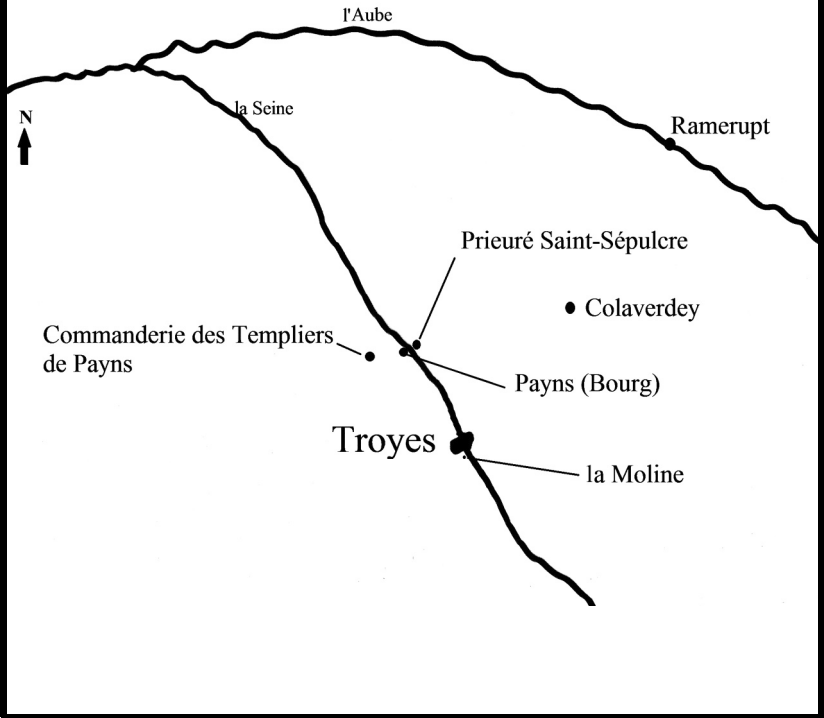 l'Aube
la Seine
N
Ramerupt
Prieuré Saint-Sépulcre
Colaverdey
Commanderie des Templiers
de Payns
Payns (Bourg)
Troyes
la Moline